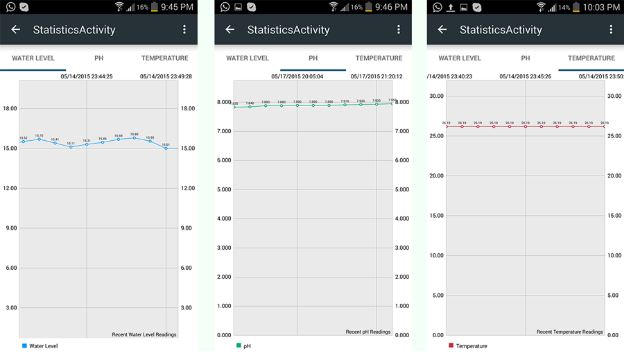 16% 9:45 PM
StatisticsActivity
WATER LEVEL PH TEMPERATURE
05/14/2015 23:44:25 05/14/2015 23:49:28
18.00 18.00
15.00 15.00
12.00 12.00
9.00 9.00
6.00 6.00
3.00 3.00
Recent Water Level Readings
Water Level
16% 9:46 PM
StatisticsActivity
WATER LEVEL PH TEMPERATURE
05/17/2015 20:05:04 05/17/2015 21:20:12
8.000 8.000
7.000 7.000
6.000 6.000
5.000 5.000
4.000 4.000
3.000 3.000
2.000 2.000
1.000 1.000
0.000 0.000
Recent pH Readings
pH
14% 10:03 PM
StatisticsActivity
WATER LEVEL PH TEMPERATURE
/14/2015 23:40:23 05/14/2015 23:45:26 05/14/2015 23:50:
30.00 30.00
25.00 25.00
20.00 20.00
15.00 15.00
10.00 10.00
5.00 5.00
0.00 0.00
Recent Temperature Readings
Temperature